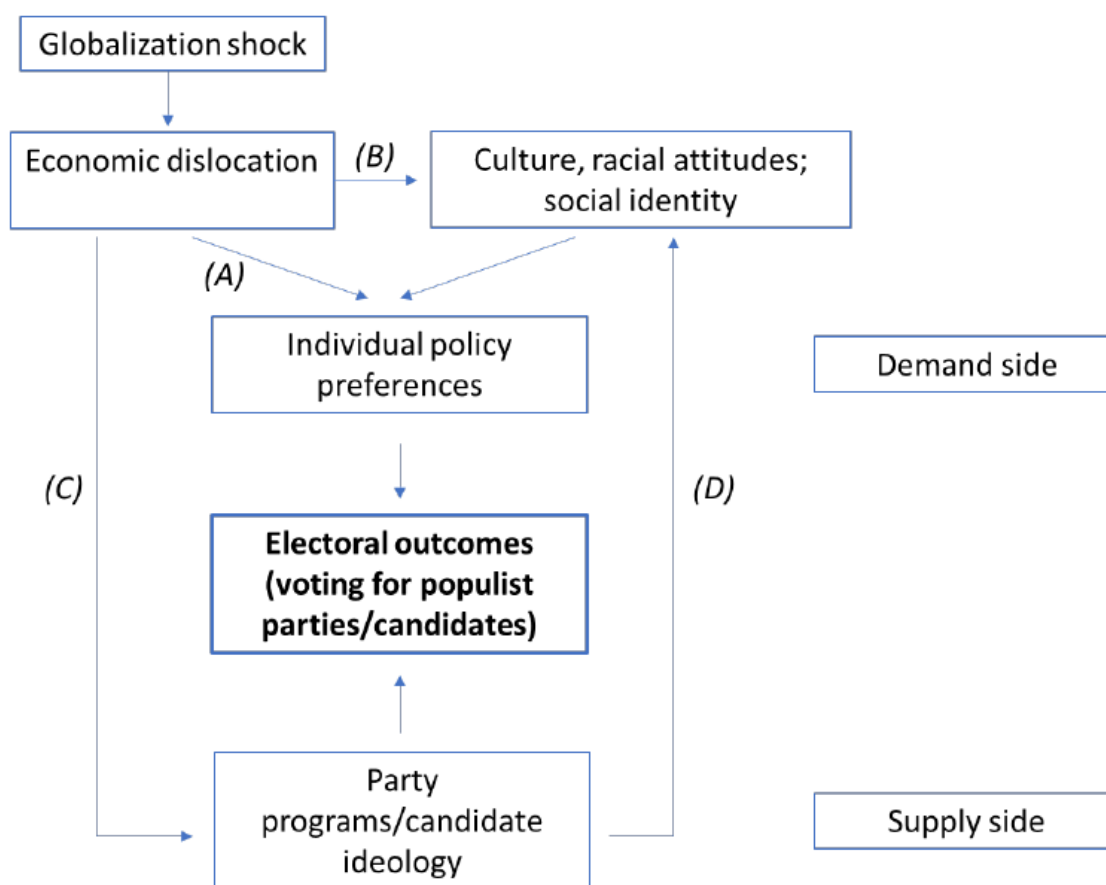 Globalization shock
Economic dislocation
(B)
Culture, racial attitudes;
social identity
(A)
Individual policy
preferences
Demand side
(C)
(D)
Electoral outcomes
(voting for populist
parties/candidates)
Party
programs/candidate
ideology
Supply side